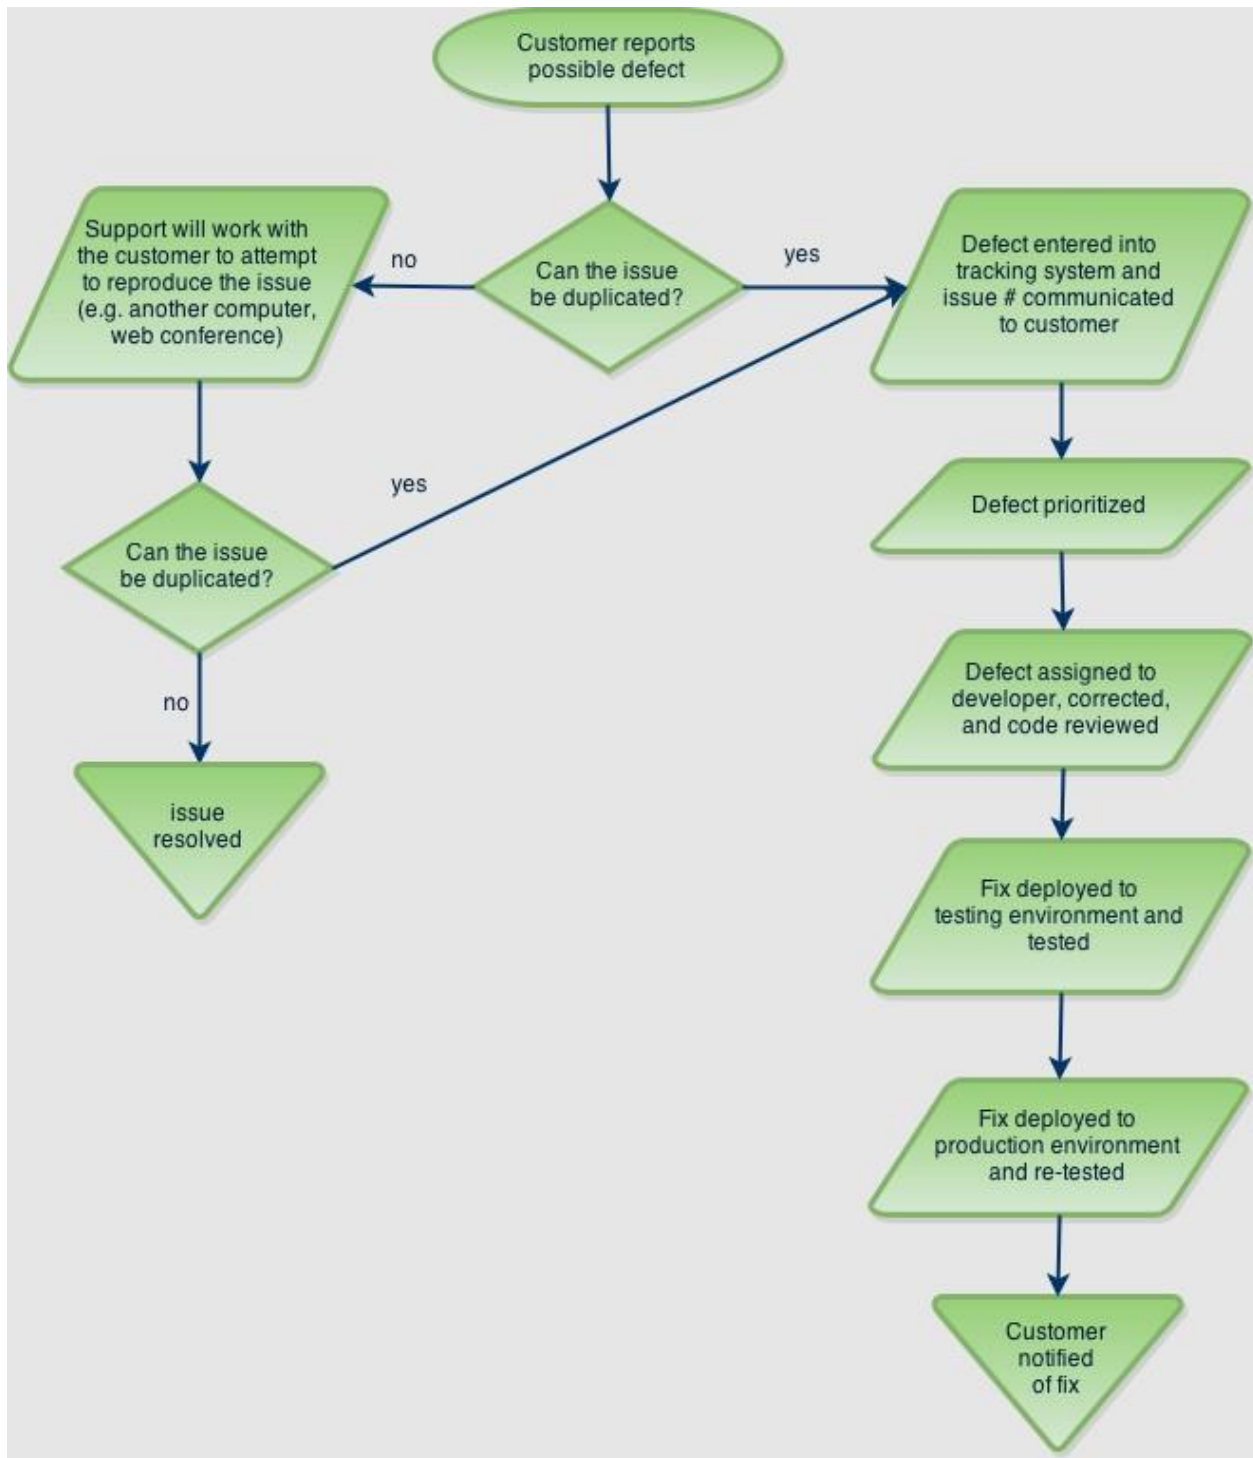 Customer reports
possible defect
Support will work with
the customer to attempt
to reproduce the issue
(e.g. another computer,
web conference)
no
Can the issue
be duplicated?
yes
Defect entered into
tracking system and
issue # communicated
to customer
yes
Can the issue
be duplicated?
no
issue
resolved
Defect prioritized
Defect assigned to
developer, corrected,
and code reviewed
Fix deployed to
testing environment and
tested
Fix deployed to
production environment
and re-tested
Customer
notified
of fix